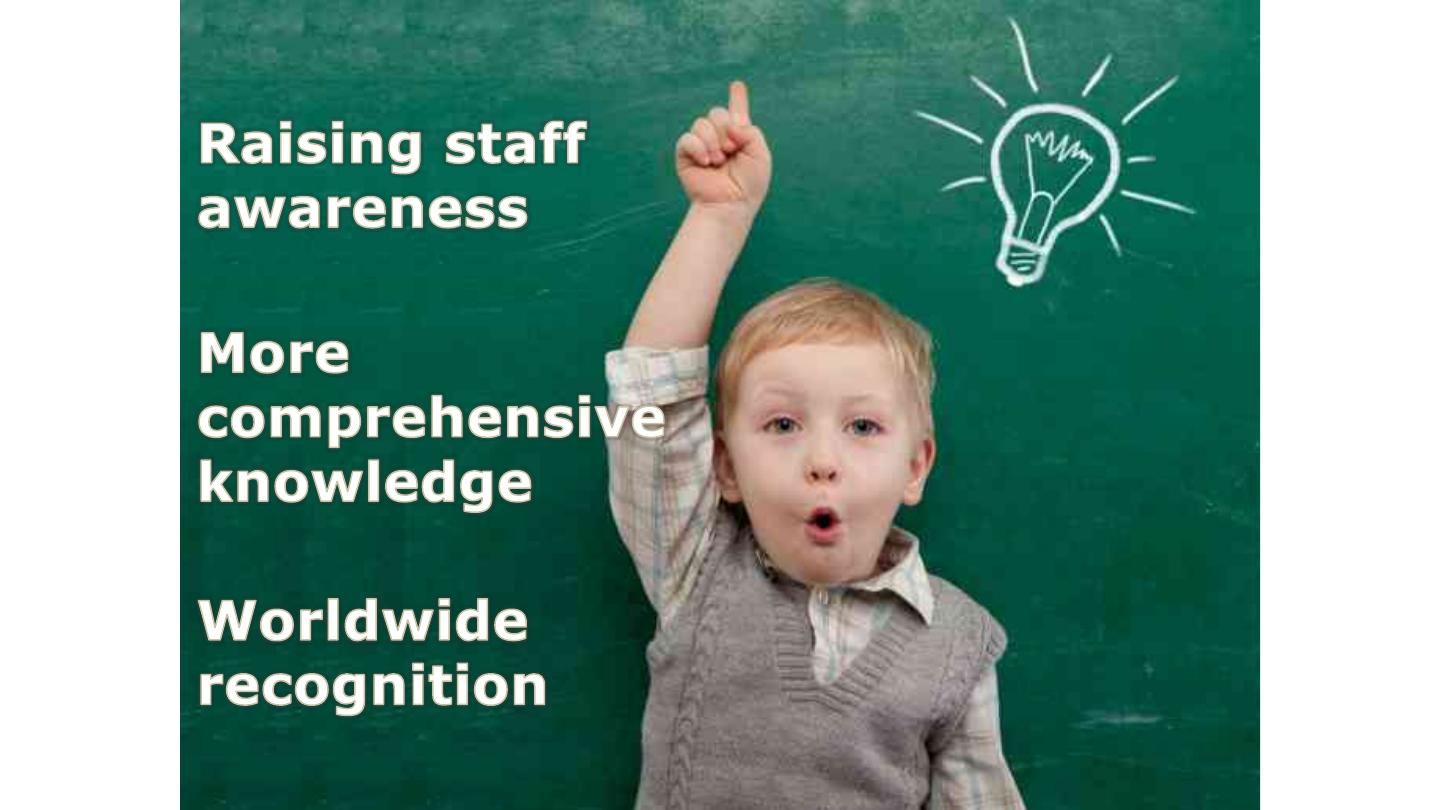 Raising staff
awareness
More
comprehensive
knowledge
Worldwide
recognition